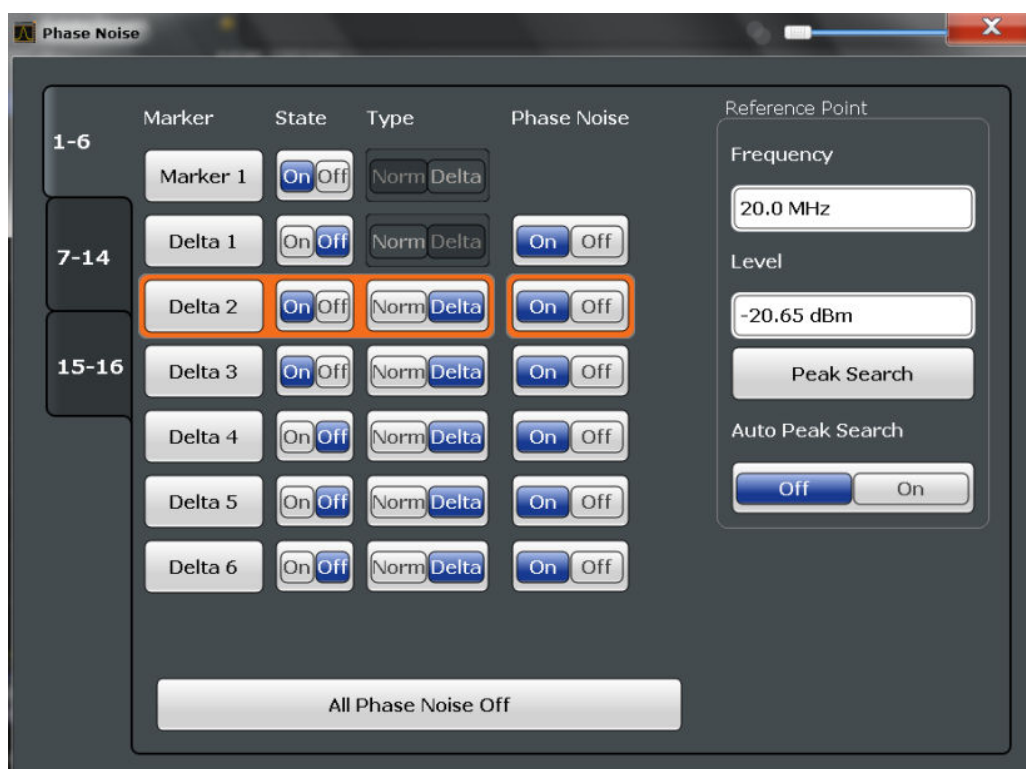 Phase Noise
X
1-6
7-14
15-16
Marker State Type Phase Noise
Marker 1 On Off Norm Delta
Delta 1 On Off Norm Delta On Off
Delta 2 On Off Norm Delta On Off
Delta 3 On Off Norm Delta On Off
Delta 4 On Off Norm Delta On Off
Delta 5 On Off Norm Delta On Off
Delta 6 On Off Norm Delta On Off
All Phase Noise Off
Reference Point
Frequency
20.0 MHz
Level
-20.65 dBm
Peak Search
Auto Peak Search
Off On